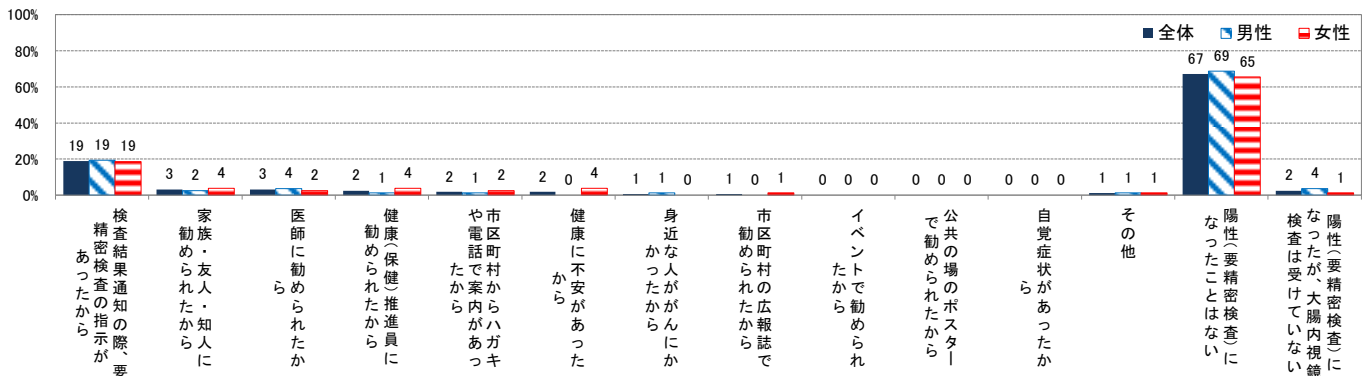 100%
80%
60%
40%
20%
0%
全体 男性 女性
19 19 19
3 2 4
3 4 2
2 1 4
2 1 2
2 0 4
1 1 0
1 0 1
0 0 0
0 0 0
0 0 0
1 1 1
67 69 65
2 4 1
検査結果通知の際、要
精密検査の指示が
あったから
家族・友人・知人に
勧められたから
医師に勧められたか
ら
健康(保健)推進員に
勧められたから
市区町村からハガキ
や電話で案内があっ
たから
健康に不安があった
から
身近な人ががんにか
かったから
市区町村の広報誌で
勧められたから
イベントで勧められ
たから
公共の場のポスター
で勧められたから
自覚症状があったか
ら
その他
陽性(要精密検査)に
なったことはない
陽性(要精密検査)に
なったが、大腸内視鏡
検査は受けていない